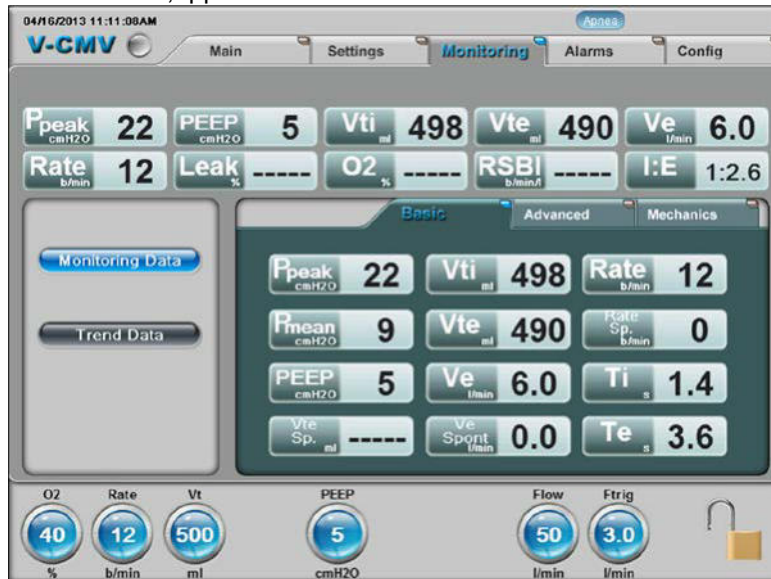 04/16/2013 11:11:08AM Apnea
V-CMV Main Settings Monitoring Alarms Config
Ppeak cmH2O 22 PEEP cmH2O 5 Vti ml 498 Vte ml 490 Ve l/min 6.0
Rate b/min 12 Leak % ----- O2 % ----- RSBI b/min/l ----- I:E 1:2.6
Basic Advanced Mechanics
Monitoring Data
Trend Data
Ppeak cmH2O 22 Vti ml 498 Rate b/min 12
Pmean cmH2O 9 Vte ml 490 Rate Sp. b/min 0
PEEP cmH2O 5 Ve l/min 6.0 Ti s 1.4
Vte Sp. ml ----- Ve Spont l/min 0.0 Te s 3.6
O2 Rate Vt PEEP Flow Ftrig
40 12 500 5 50 3.0
% b/min ml cmH2O l/min l/min